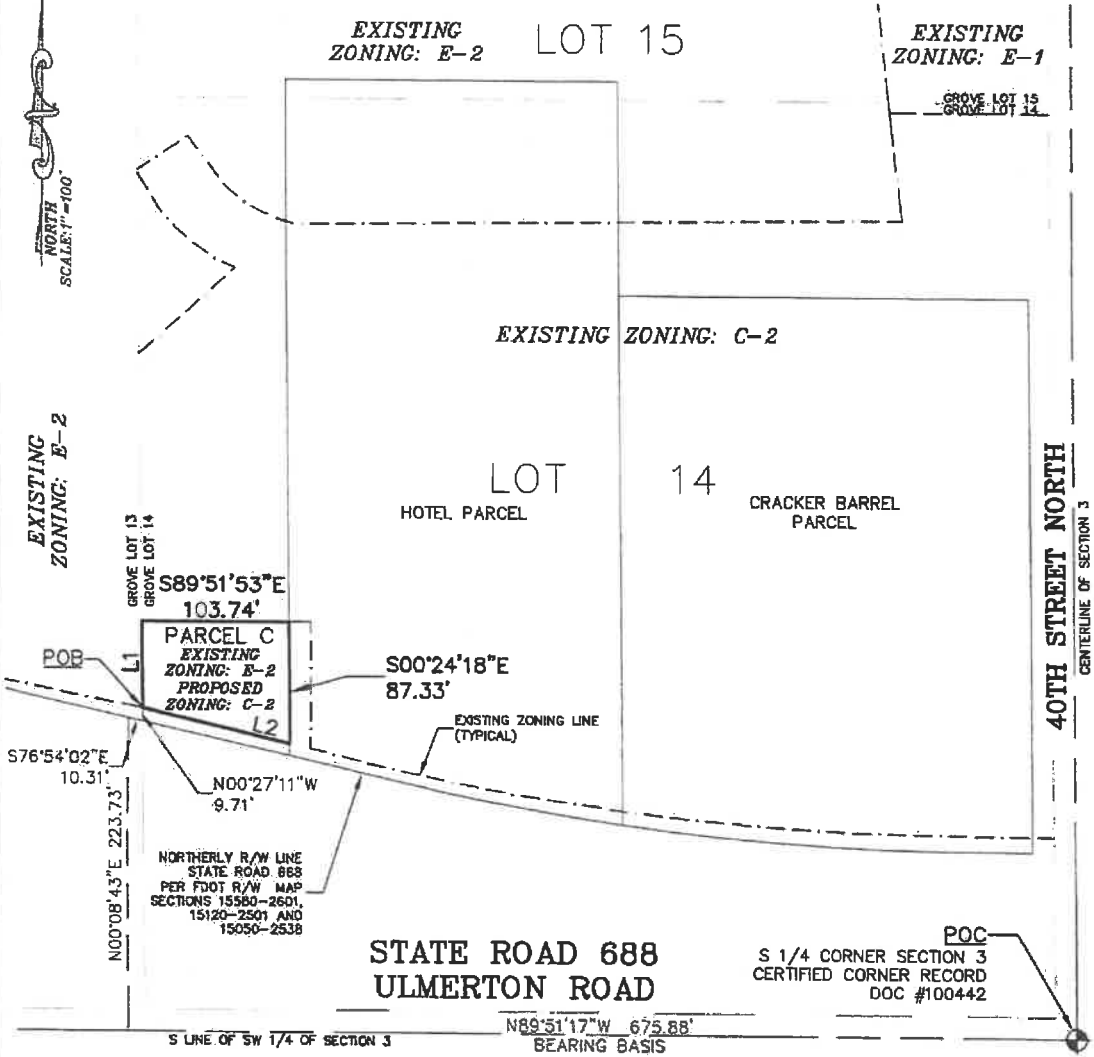 EXISTING
ZONING: E-2
LOT 15
EXISTING
ZONING: E-1
GROVE LOT 15
GROVE LOT 14
NORTH
SCALE:1"=100'
EXISTING ZONING: C-2
EXISTING
ZONING: E-2
LOT 14
HOTEL PARCEL
CRACKER BARREL
PARCEL
40TH STREET NORTH
CENTERLINE OF SECTION 3
GROVE LOT 13
GROVE LOT 14
S89°51'53"E
103.74'
PARCEL C
EXISTING
ZONING: E-2
PROPOSED
ZONING: C-2
L1
L2
POB
S00°24'18"E
87.33'
EXISTING ZONING LINE
(TYPICAL)
S76°54'02"E
10.31'
N00°27'11"W
9.71'
N00°08'43"E 223.73'
NORTHERLY R/W LINE
STATE ROAD 688
PER FDOT R/W MAP
SECTIONS 15580-2601,
15120-2501 AND
15050-2538
STATE ROAD 688
ULMERTON ROAD
POC
S 1/4 CORNER SECTION 3
CERTIFIED CORNER RECORD
DOC #100442
N89°51'17"W 675.88'
BEARING BASIS
S LINE OF SW 1/4 OF SECTION 3